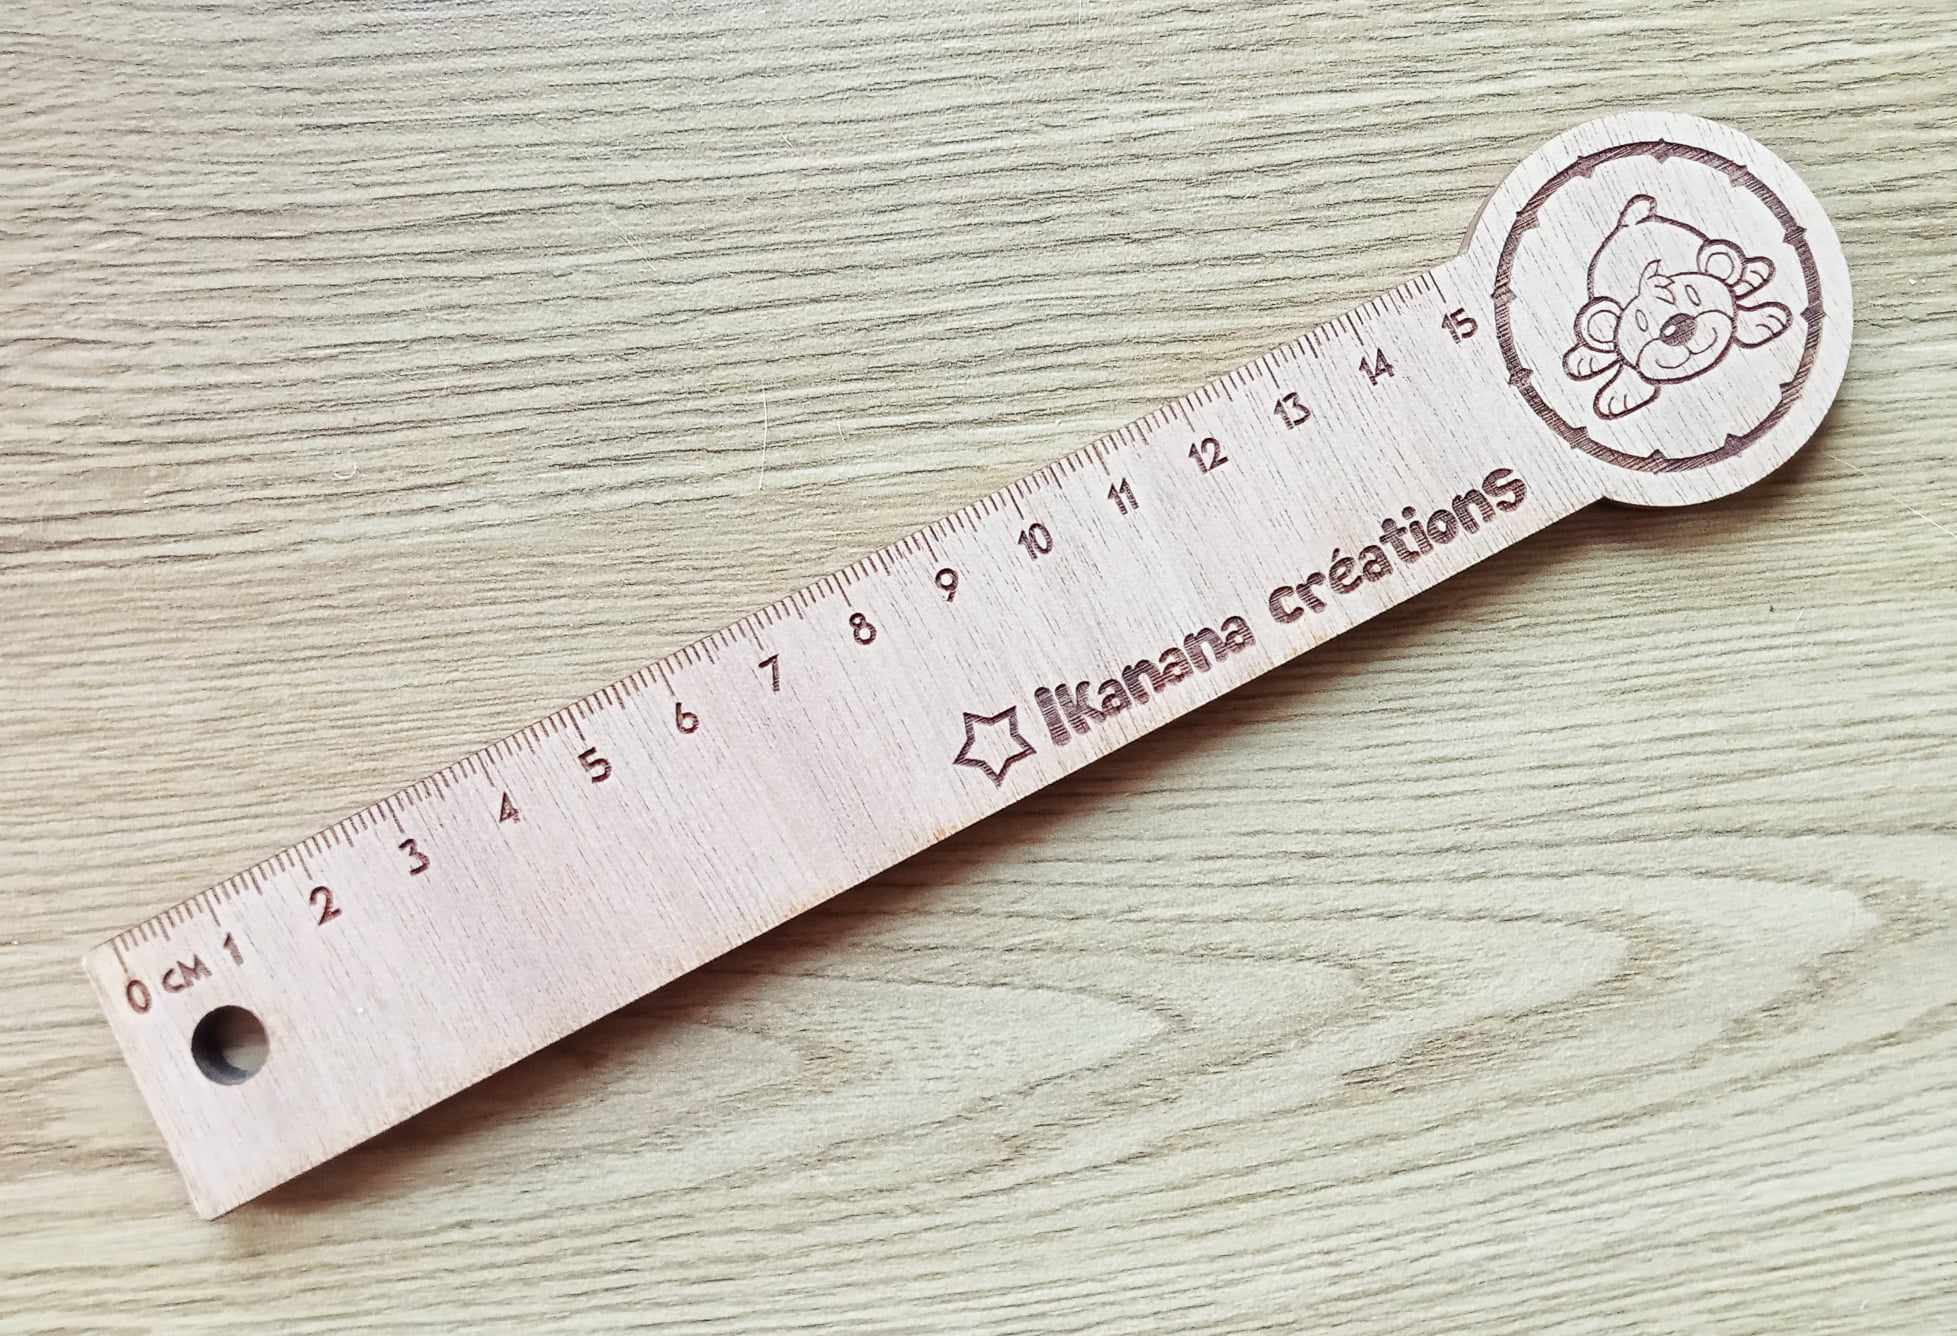 0 CM 1 2 3 4 5 6 7 8 9 10 11 12 13 14 15
Ikanana créations